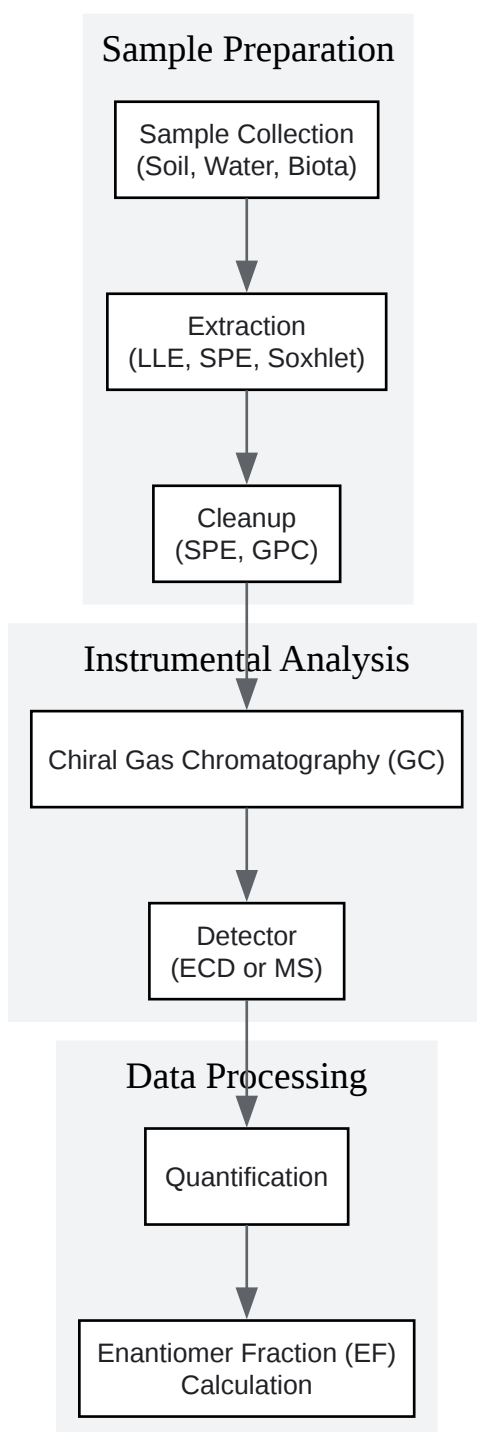 Sample Preparation
Sample Collection
(Soil, Water, Biota)
Extraction
(LLE, SPE, Soxhlet)
Cleanup
(SPE, GPC)
Instrumental Analysis
Chiral Gas Chromatography (GC)
Detector
(ECD or MS)
Data Processing
Quantification
Enantiomer Fraction (EF)
Calculation